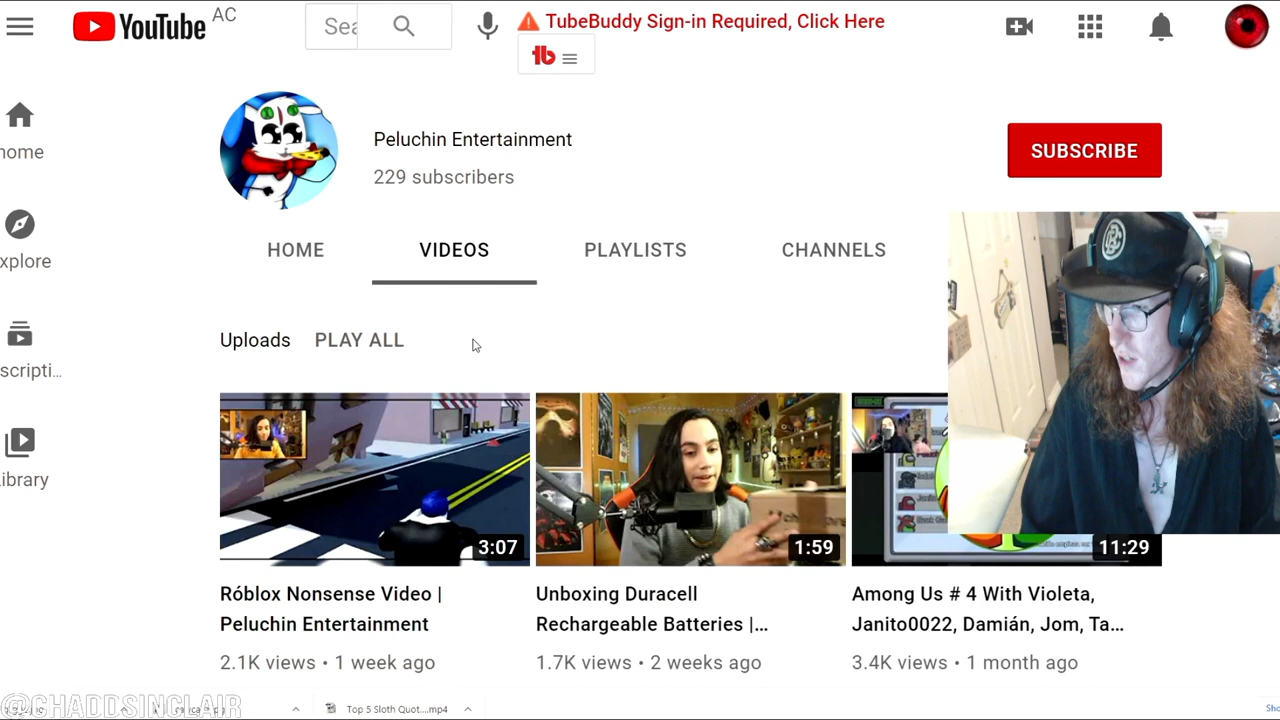 YouTube AC
Sea
TubeBuddy Sign-in Required, Click Here
tb
Peluchin Entertainment
229 subscribers
SUBSCRIBE
HOME VIDEOS PLAYLISTS CHANNELS
Uploads PLAY ALL
home
xplore
scripti...
ibrary
3:07
1:59
11:29
Róblox Nonsense Video |
Peluchin Entertainment
2.1K views • 1 week ago
Unboxing Duracell
Rechargeable Batteries |...
1.7K views • 2 weeks ago
Among Us # 4 With Violeta,
Janito0022, Damián, Jom, Ta...
3.4K views • 1 month ago
@CHADDSINCLAIR
Top 5 Sloth Quot....mp4
Sho